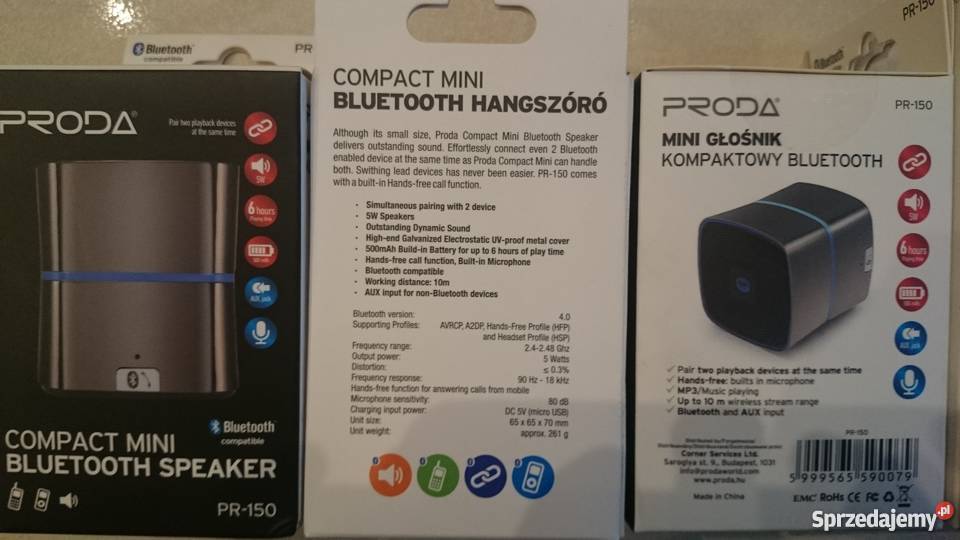 Bluetooth
compatible
PR
PR-150
PRODA
Pair two playback devices
at the same time
5W
6 hours
Playing time
AUX jack
Bluetooth
compatible
COMPACT MINI
BLUETOOTH SPEAKER
PR-150
COMPACT MINI
BLUETOOTH HANGSZÓRÓ
Although its small size, Proda Compact Mini Bluetooth Speaker
delivers outstanding sound. Effortlessly connect even 2 Bluetooth
enabled device at the same time as Proda Compact Mini can handle
both. Swithing lead devices has never been easier. PR-150 comes
with a built-in Hands-free call function.
- Simultaneous pairing with 2 device
- 5W Speakers
- Outstanding Dynamic Sound
- High-end Galvanized Electrostatic UV-proof metal cover
- 500mAh Build-in Battery for up to 6 hours of play time
- Hands-free call function, Built-in Microphone
- Bluetooth compatible
- Working distance: 10m
- AUX input for non-Bluetooth devices
Bluetooth version: 4.0
Supporting Profiles: AVRCP, A2DP, Hands-Free Profile (HFP)
and Headset Profile (HSP)
Frequency range: 2.4-2.48 Ghz
Output power: 5 Watts
Distortion: ≤ 0.3%
Frequency response: 90 Hz - 18 kHz
Hands-free function for answering calls from mobile
Microphone sensitivity: 80 dB
Charging input power: DC 5V (micro USB)
Unit size: 65 x 65 x 70 mm
Unit weight: approx. 261 g
PRODA
PR-150
MINI GŁOŚNIK
KOMPAKTOWY BLUETOOTH
5W
6 hours
Playing time
AUX jack
Pair two playback devices at the same time
Hands-free: builts in microphone
MP3/Music playing
Up to 10 m wireless stream range
Bluetooth and AUX input
Corner Services Ltd.
Sarogiya st. 9., Budapest, 1031
info@prodaworld.com
www.proda.hu
Made in China
PR-150
5 999565 590079
EMC RoHS CE FC
Sprzedajemy.pl